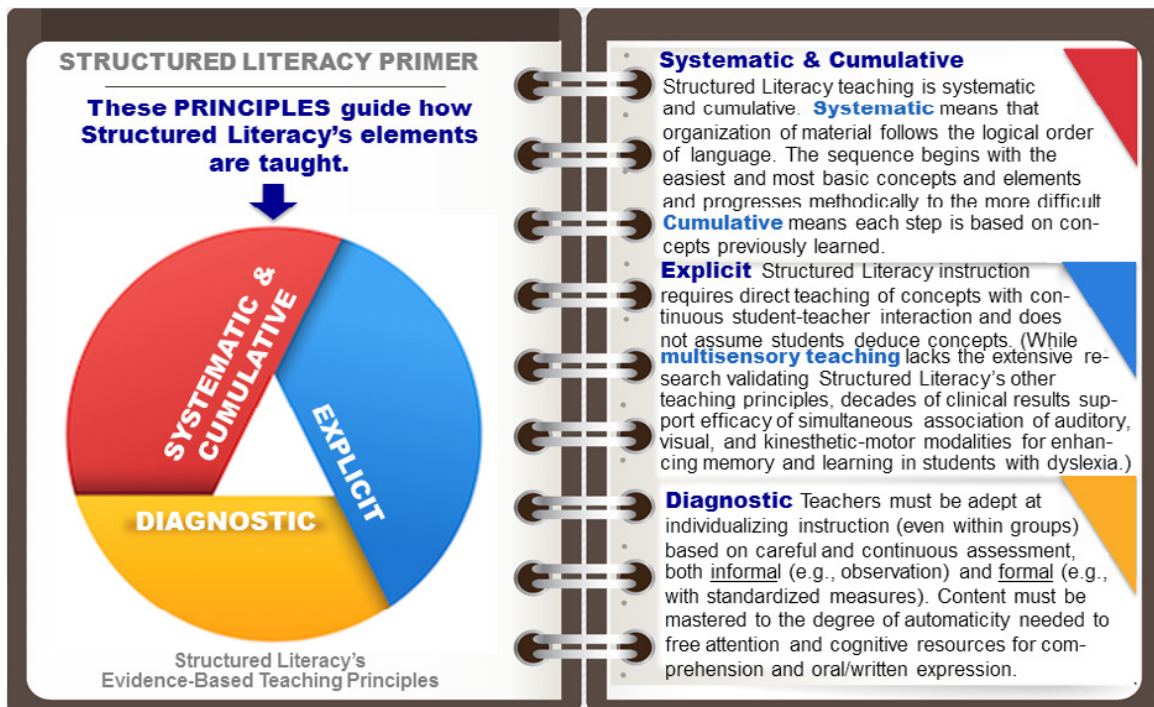 STRUCTURED LITERACY PRIMER
These PRINCIPLES guide how
Structured Literacy's elements
are taught.
SYSTEMATIC &
CUMULATIVE
EXPLICIT
DIAGNOSTIC
Structured Literacy's
Evidence-Based Teaching Principles
Systematic & Cumulative
Structured Literacy teaching is systematic
and cumulative. Systematic means that
organization of material follows the logical order
of language. The sequence begins with the
easiest and most basic concepts and elements
and progresses methodically to the more difficult
Cumulative means each step is based on con-
cepts previously learned.
Explicit Structured Literacy instruction
requires direct teaching of concepts with con-
tinuous student-teacher interaction and does
not assume students deduce concepts. (While
multisensory teaching lacks the extensive re-
search validating Structured Literacy's other
teaching principles, decades of clinical results sup-
port efficacy of simultaneous association of auditory,
visual, and kinesthetic-motor modalities for enhan-
cing memory and learning in students with dyslexia.)
Diagnostic Teachers must be adept at
individualizing instruction (even within groups)
based on careful and continuous assessment,
both informal (e.g., observation) and formal (e.g.,
with standardized measures). Content must be
mastered to the degree of automaticity needed to
free attention and cognitive resources for com-
prehension and oral/written expression.